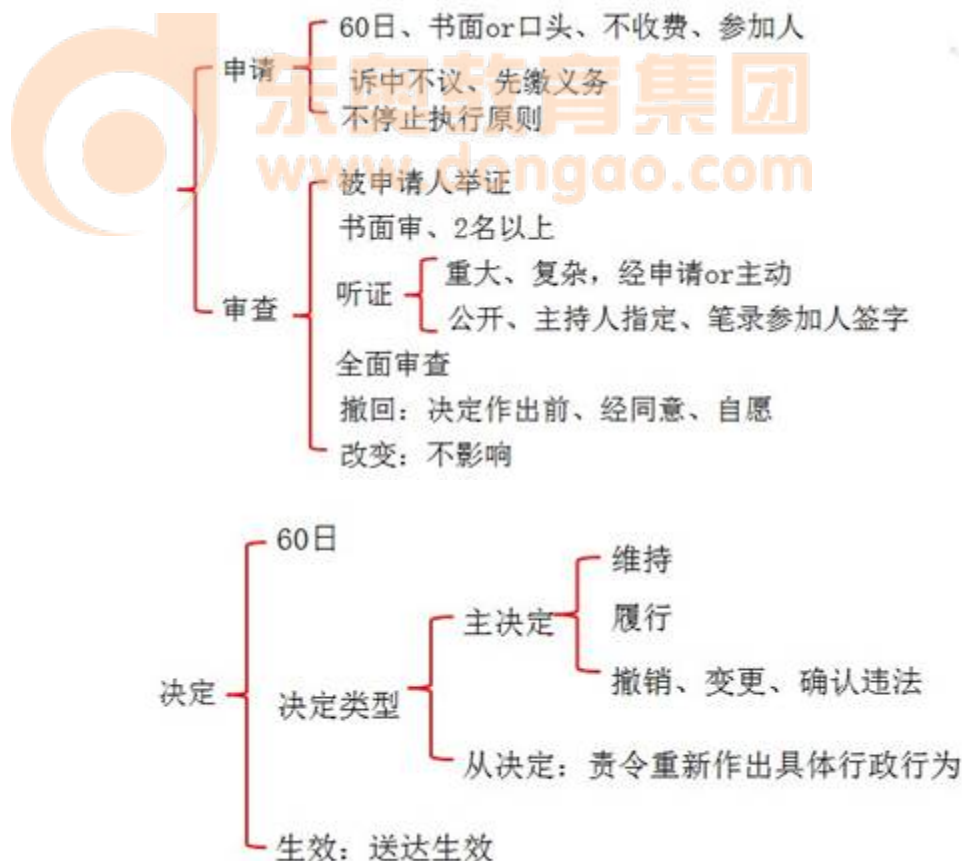 60日、书面or口头、不收费、参加人
申请
诉中不议、先缴义务
不停止执行原则
东奥教育集团
www.dongao.com
被申请人举证
书面审、2名以上
听证
重大、复杂，经申请or主动
公开、主持人指定、笔录参加人签字
审查
全面审查
撤回：决定作出前、经同意、自愿
改变：不影响
60日
维持
主决定
履行
撤销、变更、确认违法
决定
决定类型
从决定：责令重新作出具体行政行为
生效：送达生效